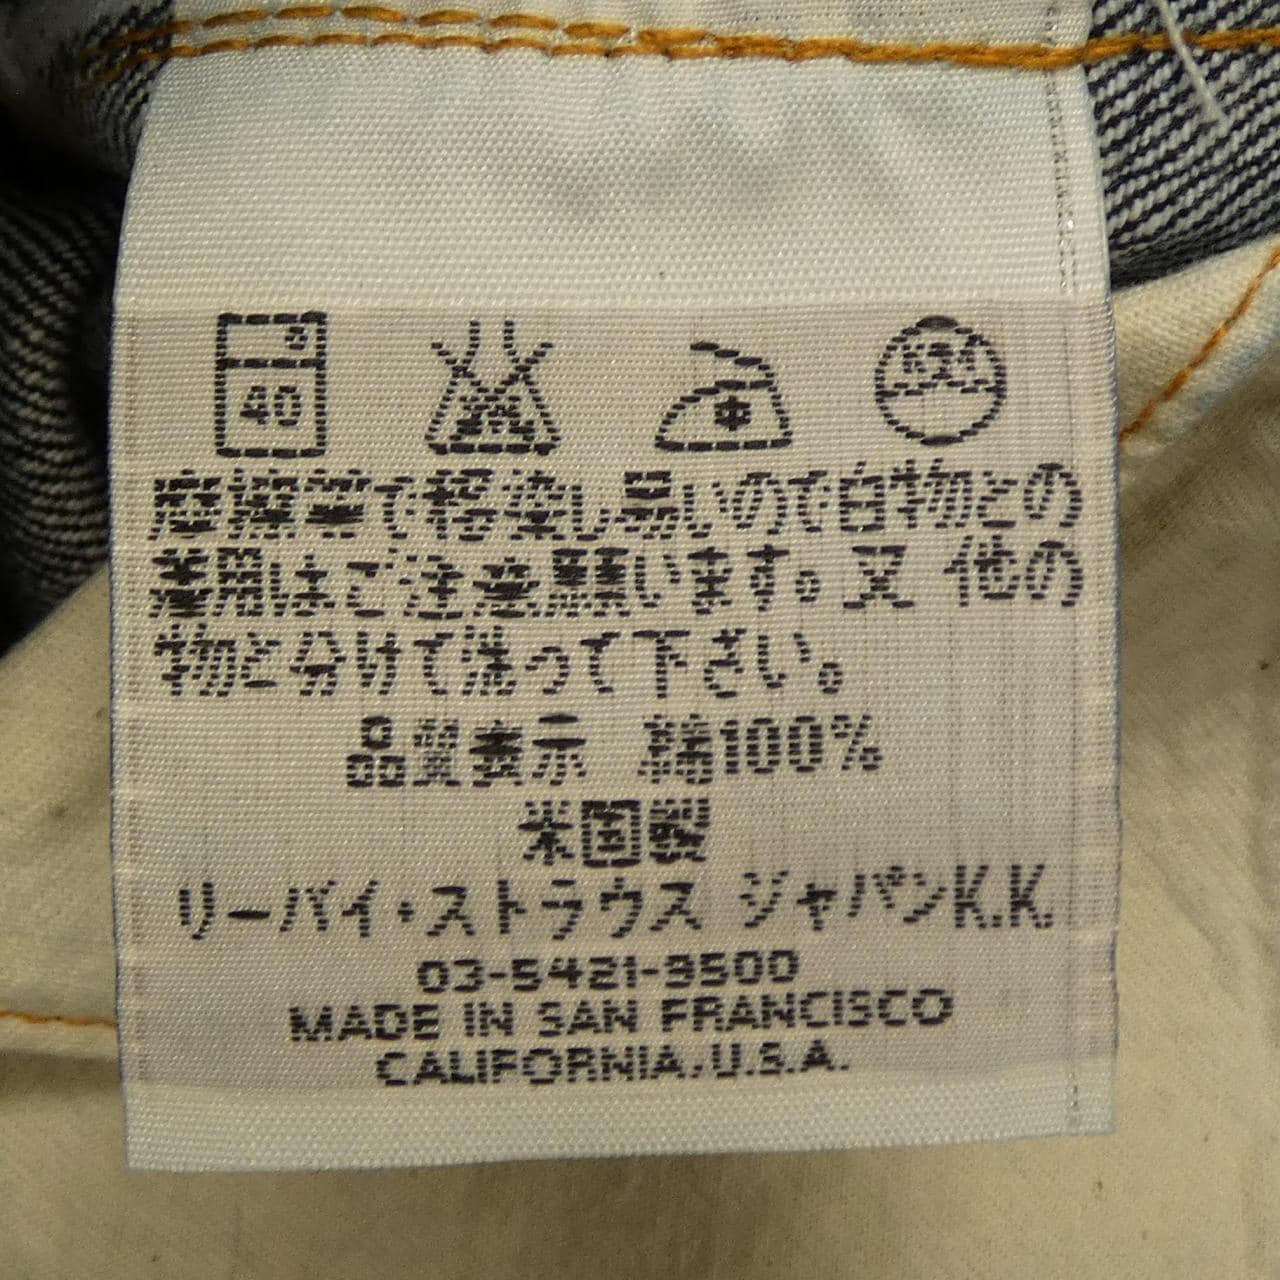 40
摩擦等で移染し易いので白物との
着用はご注意願います。又他の
物と分けて洗って下さい。
品質表示 綿100%
米国製
リーバイ・ストラウス ジャパンK.K.
03-5421-9500
MADE IN SAN FRANCISCO
CALIFORNIA,U.S.A.